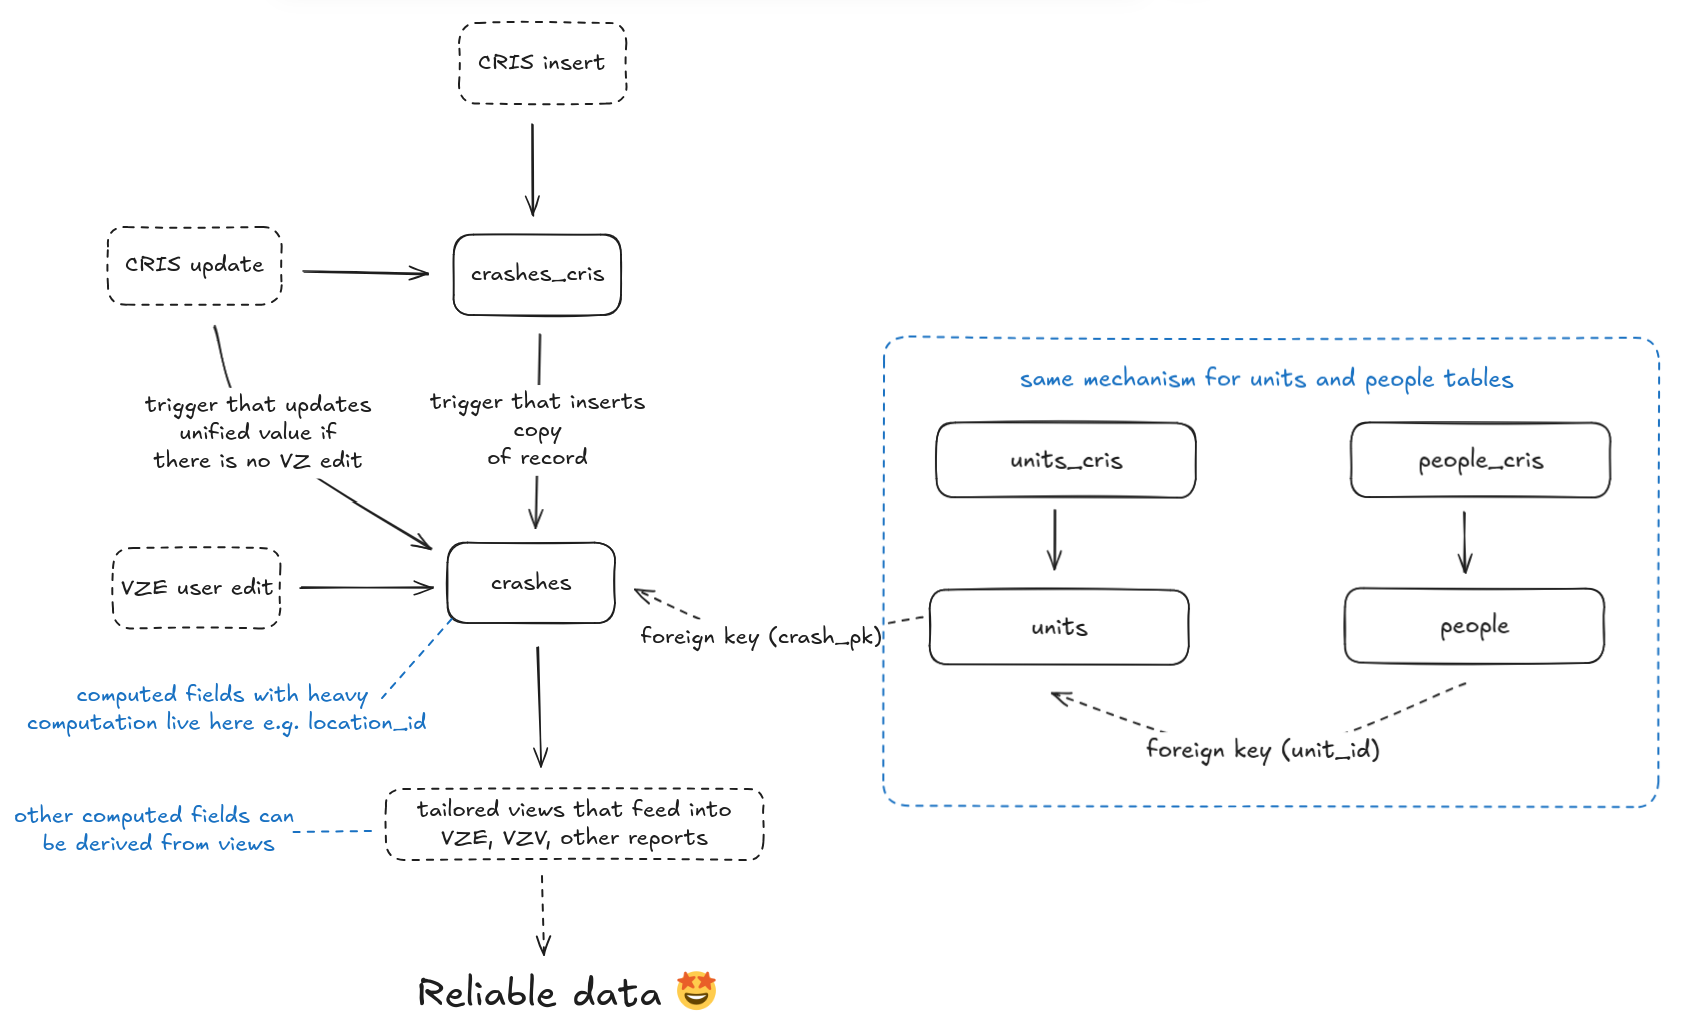 CRIS insert
CRIS update
crashes_cris
trigger that updates
unified value if
there is no VZ edit
trigger that inserts
copy
of record
VZE user edit
crashes
computed fields with heavy
computation live here e.g. location_id
other computed fields can
be derived from views
tailored views that feed into
VZE, VZV, other reports
Reliable data 🤩
same mechanism for units and people tables
units_cris
people_cris
units
people
foreign key (crash_pk)
foreign key (unit_id)